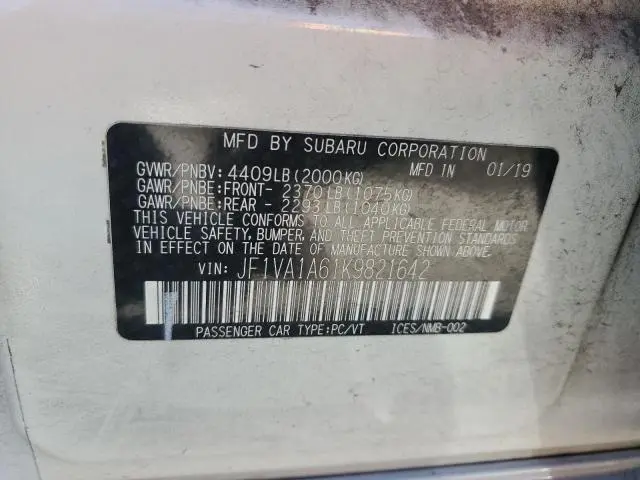 MFD BY SUBARU CORPORATION
GVWR/PNBV: 4409LB(2000KG) MFD IN 01/19
GAWR/PNBE:FRONT- 2370LB(1075KG)
GAWR/PNBE:REAR - 2293LB(1040KG)
THIS VEHICLE CONFORMS TO ALL APPLICABLE FEDERAL MOTOR
VEHICLE SAFETY, BUMPER, AND THEFT PREVENTION STANDARDS
IN EFFECT ON THE DATE OF MANUFACTURE SHOWN ABOVE.
VIN: JF1VA1A61K9821642
PASSENGER CAR TYPE:PC/VT ICES/NMB-002